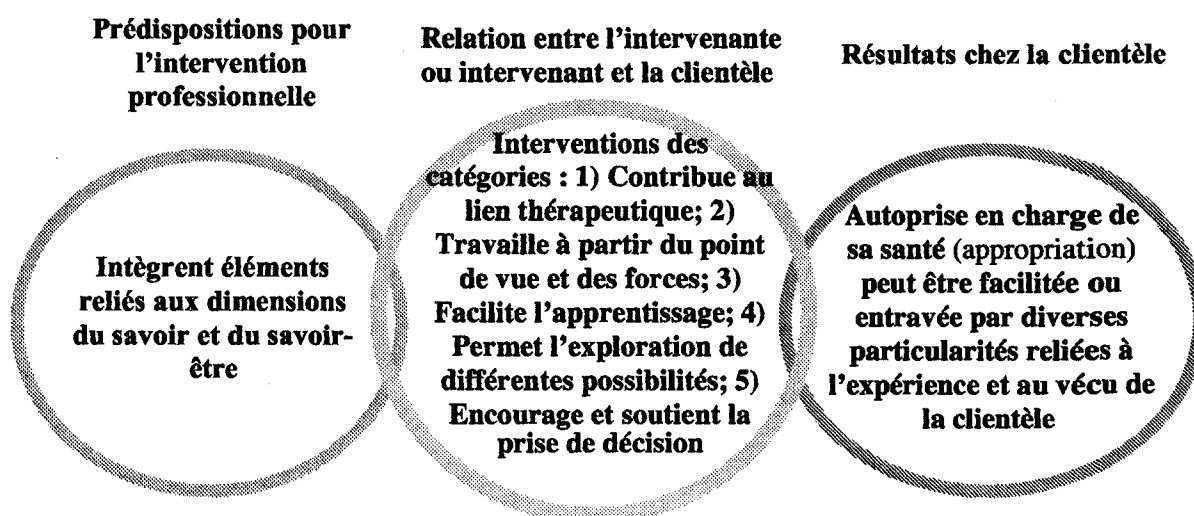 Prédispositions pour
l'intervention
professionnelle
Relation entre l'intervenante
ou intervenant et la clientèle
Résultats chez la clientèle
Intègrent éléments
reliés aux dimensions
du savoir et du savoir-
être
Interventions des
catégories : 1) Contribue au
lien thérapeutique; 2)
Travaille à partir du point
de vue et des forces; 3)
Facilite l'apprentissage; 4)
Permet l'exploration de
différentes possibilités; 5)
Encourage et soutient la
prise de décision
Autoprise en charge de
sa santé (appropriation)
peut être facilitée ou
entravée par diverses
particularités reliées à
l'expérience et au vécu de
la clientèle